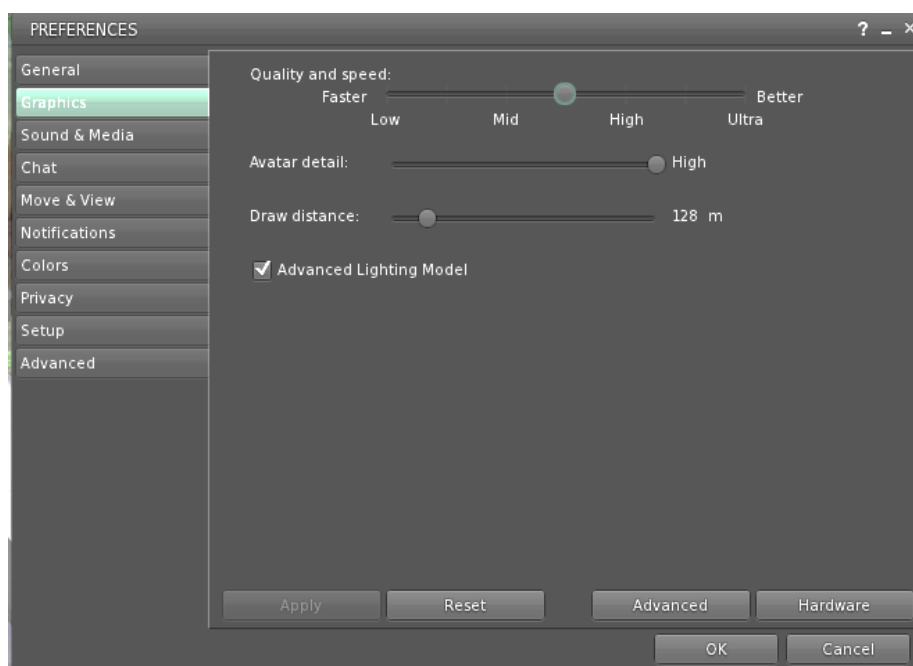 PREFERENCES ? _ ×
General
Graphics
Sound & Media
Chat
Move & View
Notifications
Colors
Privacy
Setup
Advanced
Quality and speed:
Faster Better
Low Mid High Ultra
Avatar detail: High
Draw distance: 128 m
Advanced Lighting Model
Apply Reset Advanced Hardware
OK Cancel